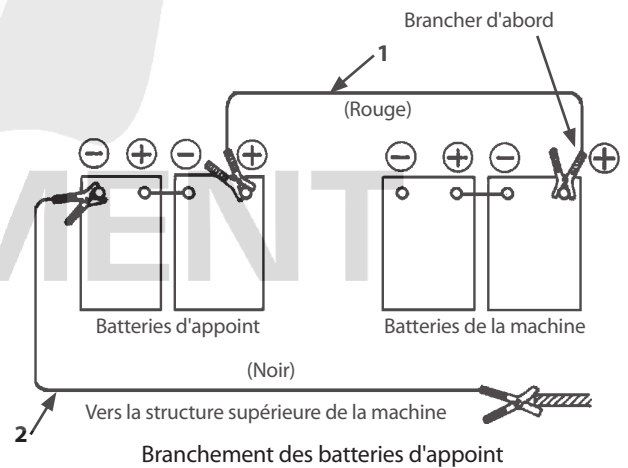 Brancher d'abord
1
(Rouge)
⊖ ⊕ ⊖ ⊕ ⊖ ⊕ ⊖ ⊕
MENT
Batteries d'appoint Batteries de la machine
(Noir)
Vers la structure supérieure de la machine
2
Branchement des batteries d'appoint